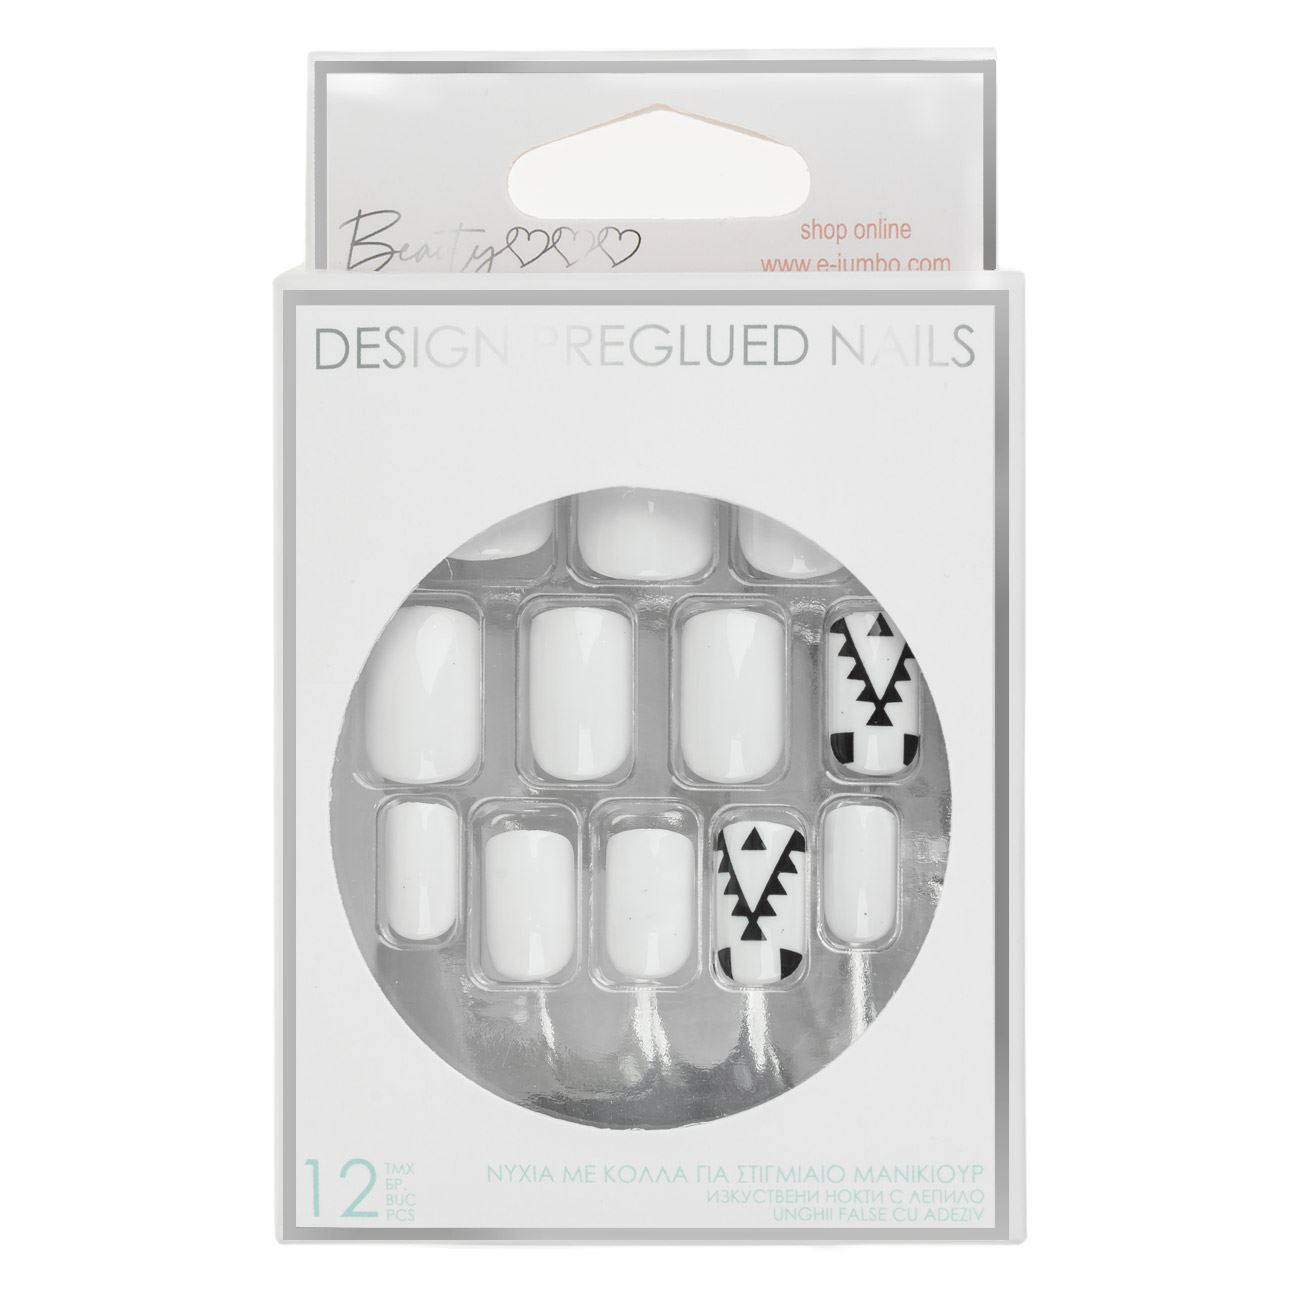 Beauty
shop online
www.e-jumbo.com
DESIGN PREGLUED NAILS
12
ΤΜΧ
БР.
BUC
PCS
ΝΥΧΙΑ ΜΕ ΚΟΛΛΑ ΓΙΑ ΣΤΙΓΜΙΑΙΟ ΜΑΝΙΚΙΟΥΡ
ИЗКУСТВЕНИ НОКТИ С ЛЕПИЛО
UNGHII FALSE CU ADEZIV